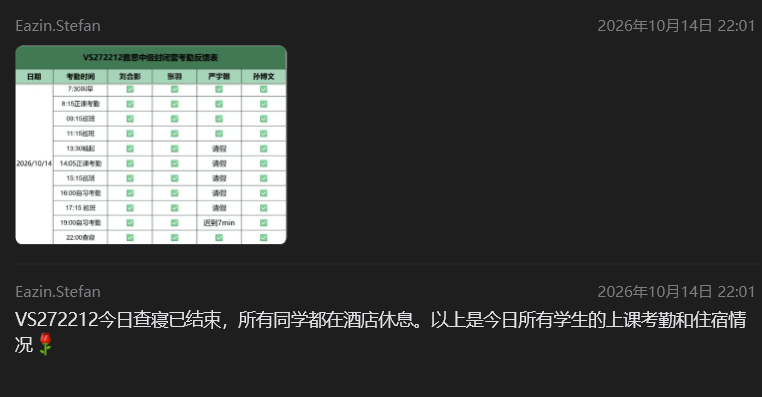 Eazin.Stefan 2026年10月14日 22:01
VS272212雅思中级封闭营考勤反馈表
日期 考勤时间 刘合影 张羽 严字朝 孙博文
7:30叫早
8:15正课考勤
09:15巡班
11:15巡班
13:30喊起 请假
2026/10/14 14:05正课考勤 请假
15:15巡班 请假
16:00自习考勤 请假
17:15 巡班 请假
19:00自习考勤 迟到7min
22:00查寝
Eazin.Stefan 2026年10月14日 22:01
VS272212今日查寝已结束，所有同学都在酒店休息。以上是今日所有学生的上课考勤和住宿情
况🌹